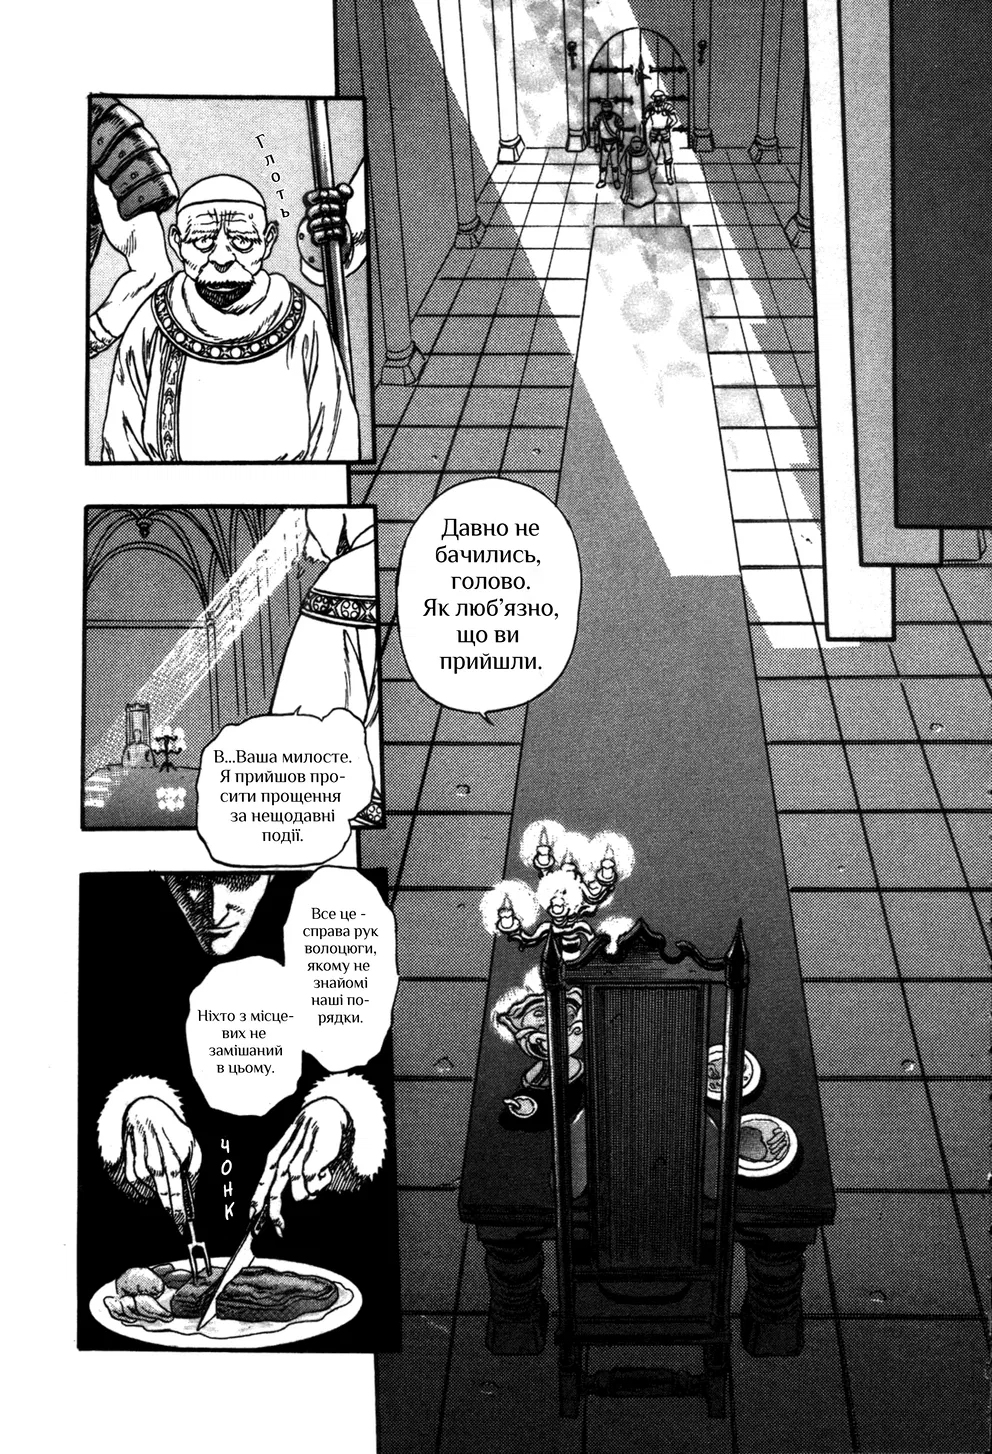 Давно не
бачились,
голово.
Як люб’язно,
що ви
прийшли.
Глоть
В...Ваша милосте.
Я прийшов про-
сити прощення
за нещодавні
події.
Все це -
справа рук
волоцюги,
якому не
знайомі
наші по-
рядки.
Ніхто з місце-
вих не
замішаний
в цьому.
ЧОНК